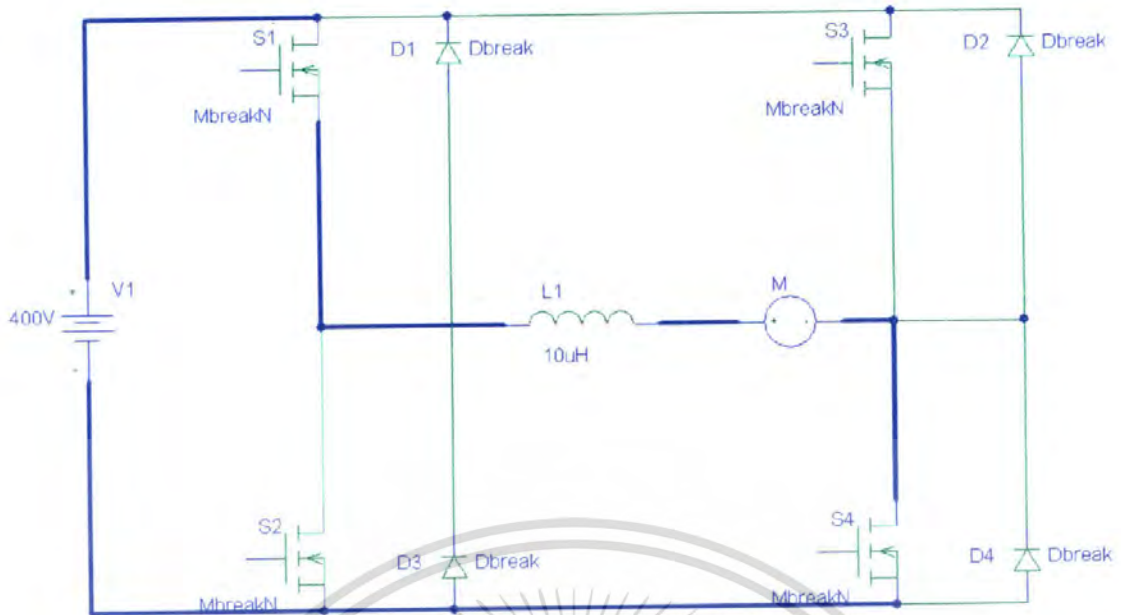 S1
MbreakN
D1
Dbreak
S3
MbreakN
D2
Dbreak
V1
400V
L1
10uH
M
S2
MbreakN
D3
Dbreak
S4
MbreakN
D4
Dbreak